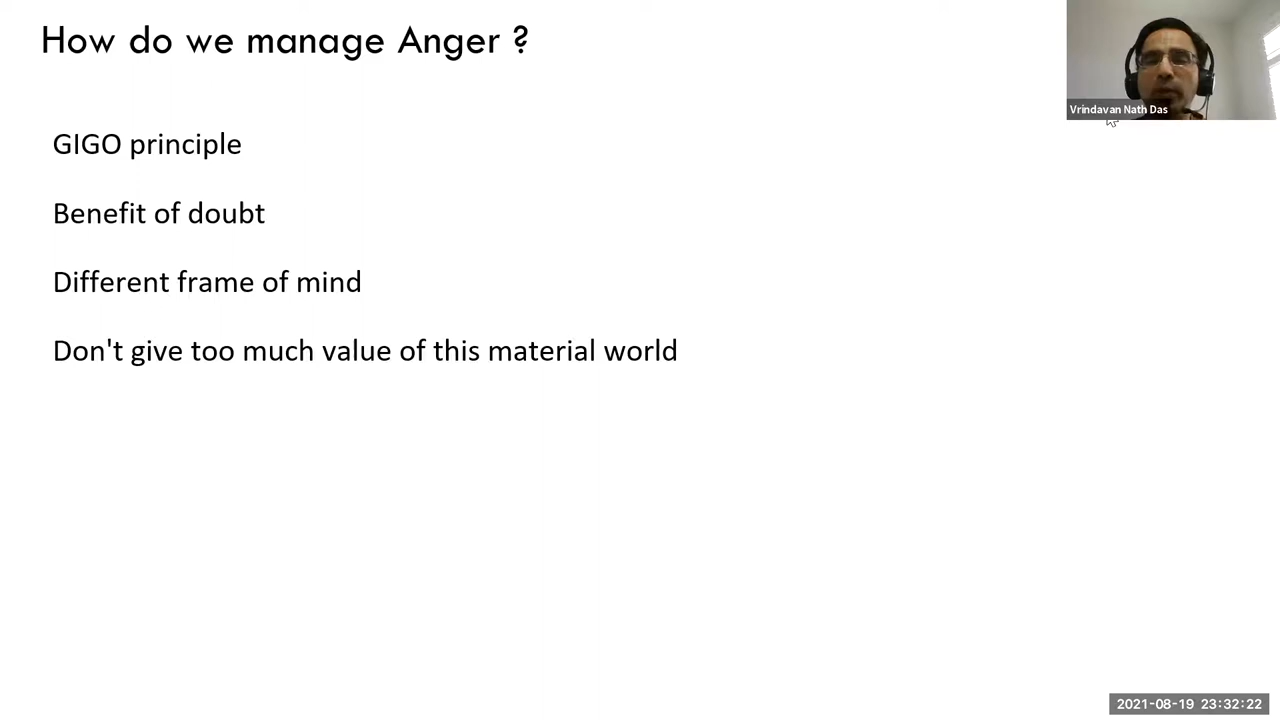 How do we manage Anger ?
Vrindavan Nath Das
GIGO principle
Benefit of doubt
Different frame of mind
Don't give too much value of this material world
2021-08-19 23:32:22